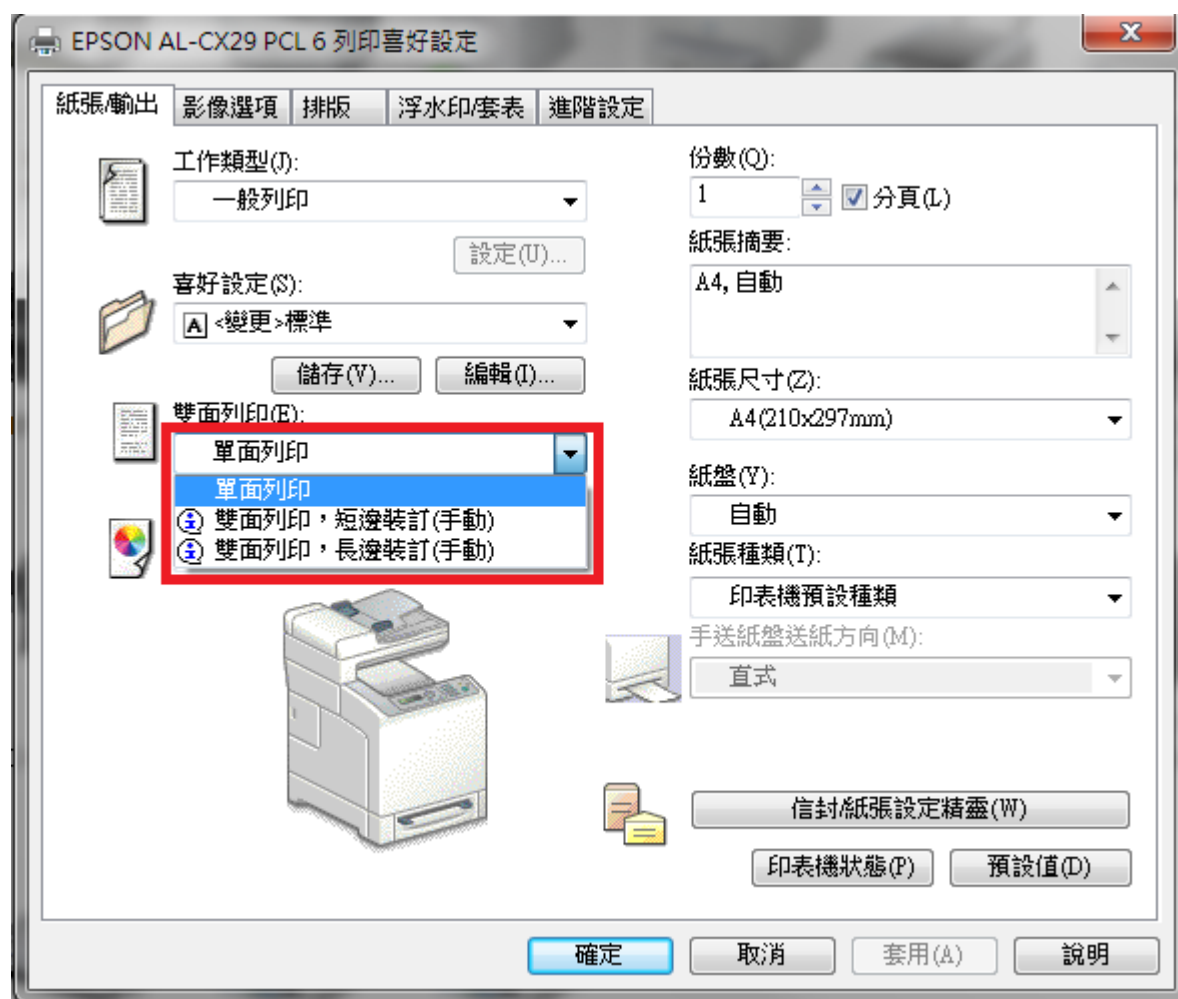 EPSON AL-CX29 PCL 6 列印喜好設定
紙張/輸出 影像選項 排版 浮水印/套表 進階設定
工作類型(J):
一般列印
設定(U)...
喜好設定(S):
A <變更>標準
儲存(V)... 編輯(I)...
雙面列印(E):
單面列印
單面列印
雙面列印，短邊裝訂(手動)
雙面列印，長邊裝訂(手動)
份數(Q):
1 分頁(L)
紙張摘要:
A4, 自動
紙張尺寸(Z):
A4(210x297mm)
紙盤(Y):
自動
紙張種類(T):
印表機預設種類
手送紙盤送紙方向(M):
直式
信封/紙張設定精靈(W)
印表機狀態(P) 預設值(D)
確定 取消 套用(A) 說明